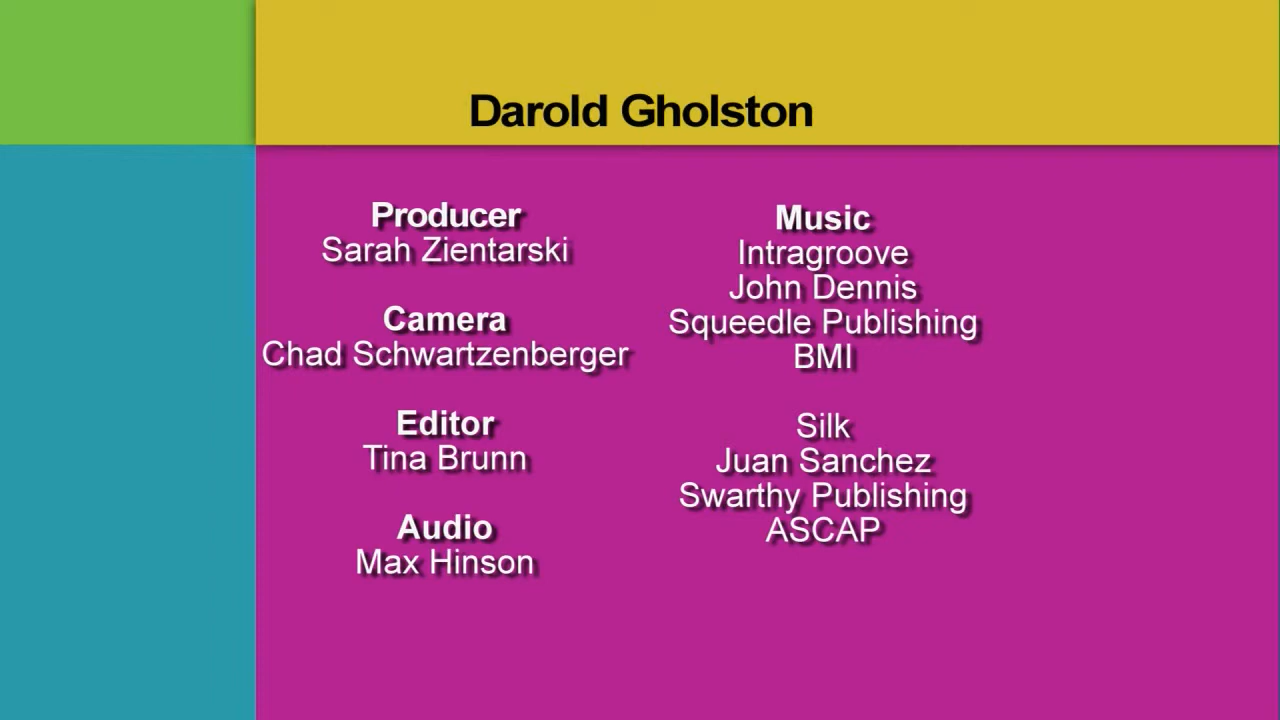 Darold Gholston
Producer
Sarah Zientarski
Camera
Chad Schwartzenberger
Editor
Tina Brunn
Audio
Max Hinson
Music
Intragroove
John Dennis
Squeedle Publishing
BMI
Silk
Juan Sanchez
Swarthy Publishing
ASCAP